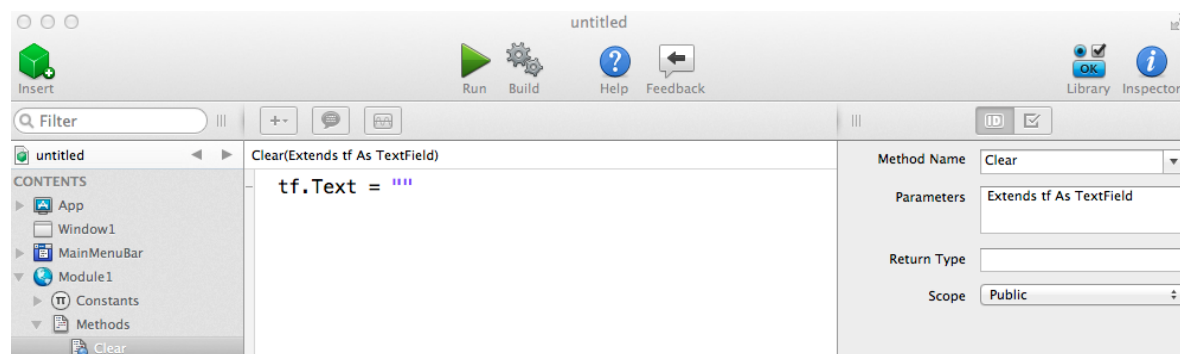 untitled
Insert
Run Build Help Feedback
OK
Library Inspector
Filter
ID
untitled
Clear(Extends tf As TextField)
Method Name Clear
CONTENTS
tf.Text = ""
App
Parameters Extends tf As TextField
Window1
MainMenuBar
Return Type
Module1
Constants
Scope Public
Methods
Clear